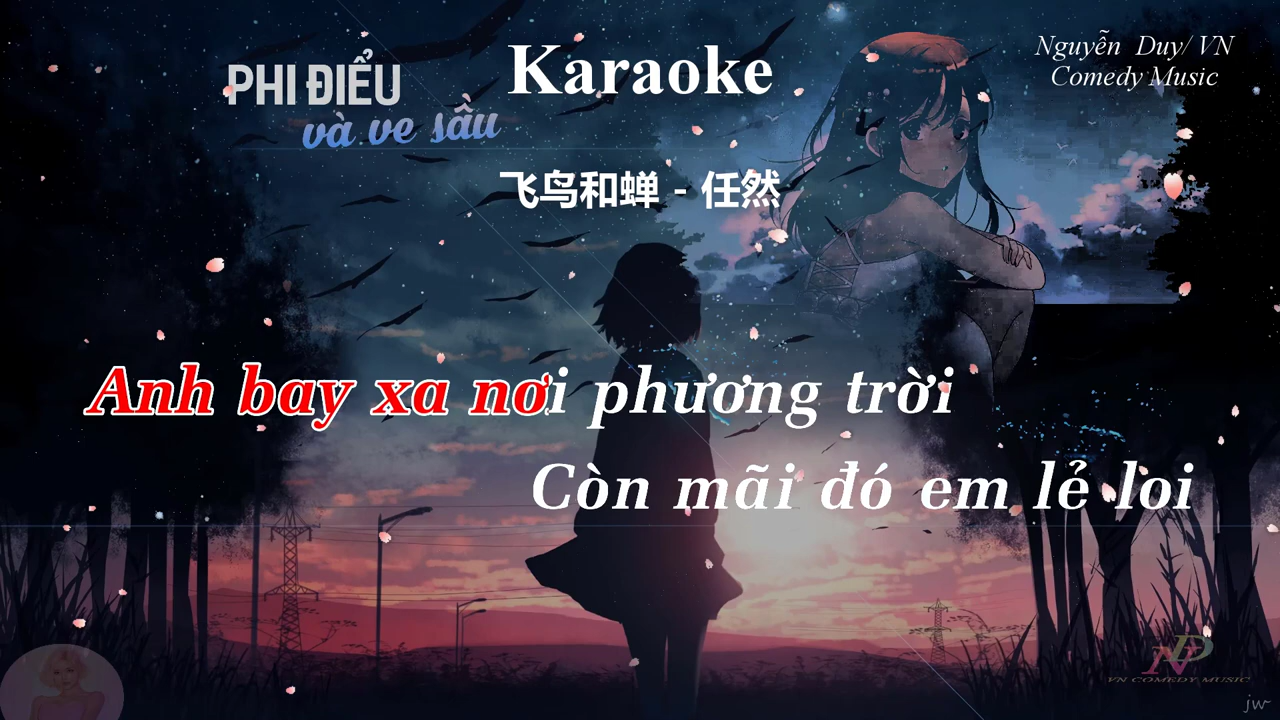 PHI ĐIỂU
và ve sầu
Karaoke
Nguyễn Duy/ VN
Comedy Music
飞鸟和蝉 - 任然
Anh bay xa nơi phương trời
Còn mãi đó em lẻ loi
VN COMEDY MUSIC
jw